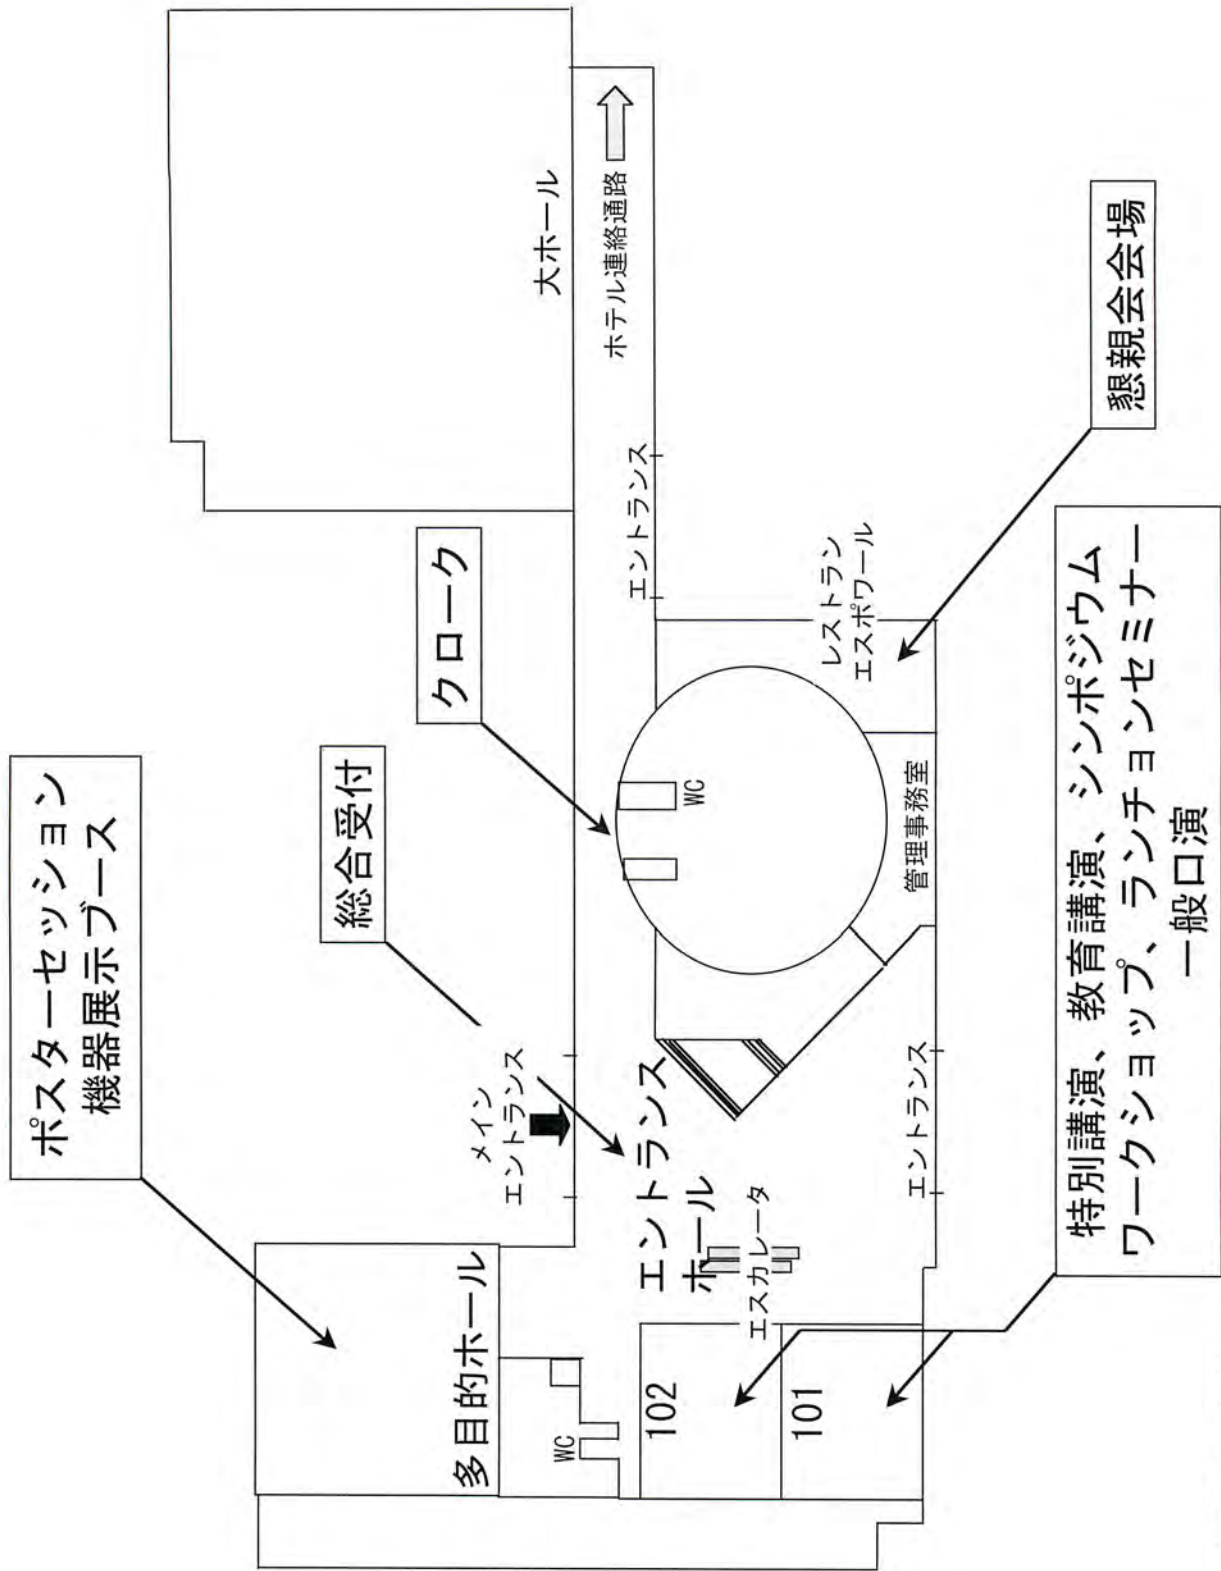 ポスターセッション
機器展示ブース
総合受付
クローク
大ホール
ホテル連絡通路
エントランス
メイン
エントランス
多目的ホール
WC
エントランス
ホール
エスカレータ
WC
レストラン
エスポワール
管理事務室
エントランス
102
101
懇親会会場
特別講演、教育講演、シンポジウム
ワークショップ、ランチョンセミナー
一般口演